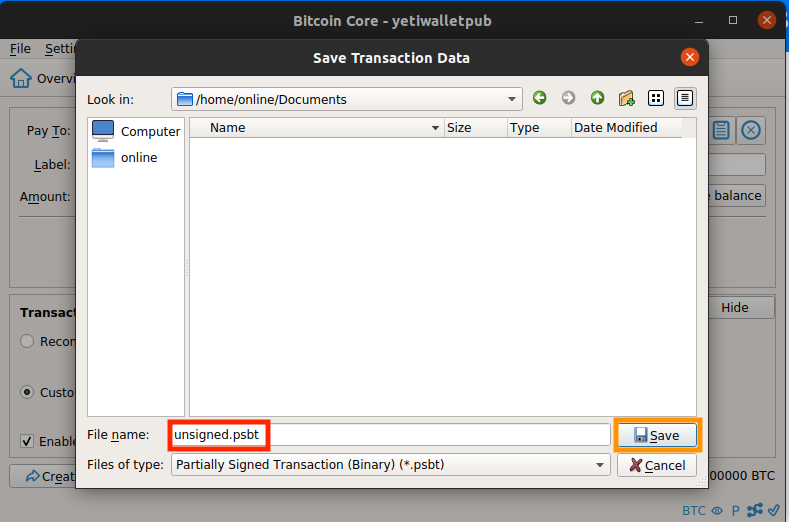 Bitcoin Core - yetiwalletpub
File Settin
Save Transaction Data
Overvi
Look in: /home/online/Documents
Computer
online
Name Size Type Date Modified
Pay To:
Label:
Amount:
e balance
Transact
Hide
Recom
Custo
Enable
File name: unsigned.psbt Save
Files of type: Partially Signed Transaction (Binary) (*.psbt) Cancel
Creat
00000 BTC
BTC P